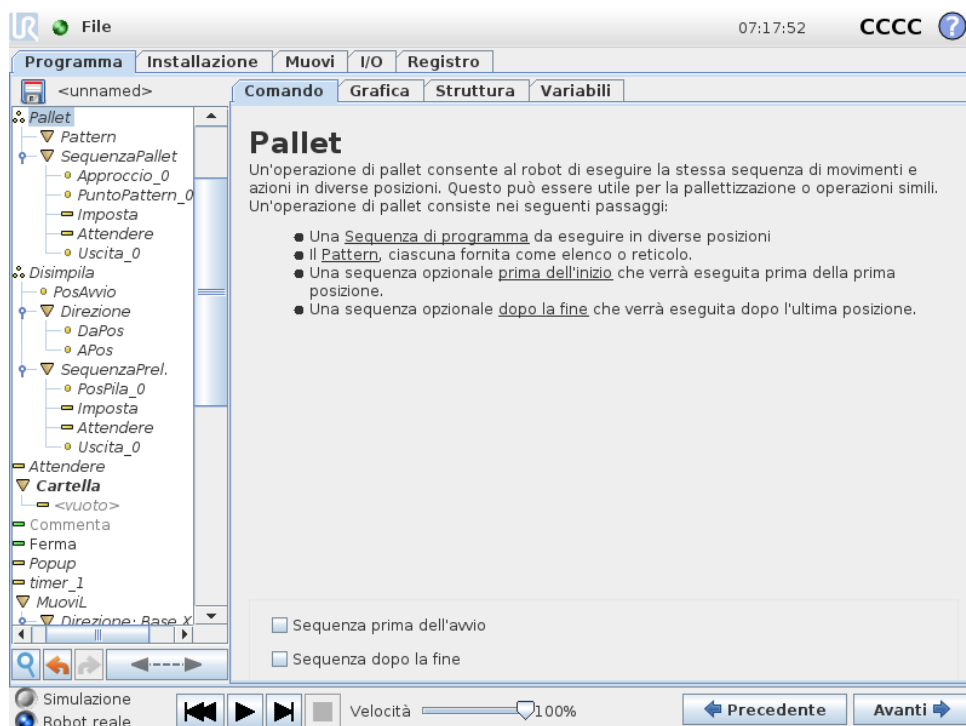 UR File 07:17:52 CCCC ?
Programma Installazione Muovi I/O Registro
<unnamed>
Comando Grafica Struttura Variabili
Pallet
Pattern
SequenzaPallet
Approccio_0
PuntoPattern_0
Imposta
Attendere
Uscita_0
Disimpila
PosAvvio
Direzione
DaPos
APos
SequenzaPrel.
PosPila_0
Imposta
Attendere
Uscita_0
Attendere
Cartella
<vuoto>
Commenta
Ferma
Popup
timer_1
MuoviL
Direzione: Base X
Pallet
Un'operazione di pallet consente al robot di eseguire la stessa sequenza di movimenti e
azioni in diverse posizioni. Questo può essere utile per la pallettizzazione o operazioni simili.
Un'operazione di pallet consiste nei seguenti passaggi:
● Una Sequenza di programma da eseguire in diverse posizioni
● Il Pattern, ciascuna fornita come elenco o reticolo.
● Una sequenza opzionale prima dell'inizio che verrà eseguita prima della prima
posizione.
● Una sequenza opzionale dopo la fine che verrà eseguita dopo l'ultima posizione.
Sequenza prima dell'avvio
Sequenza dopo la fine
Simulazione
Robot reale
Velocità 100%
Precedente
Avanti